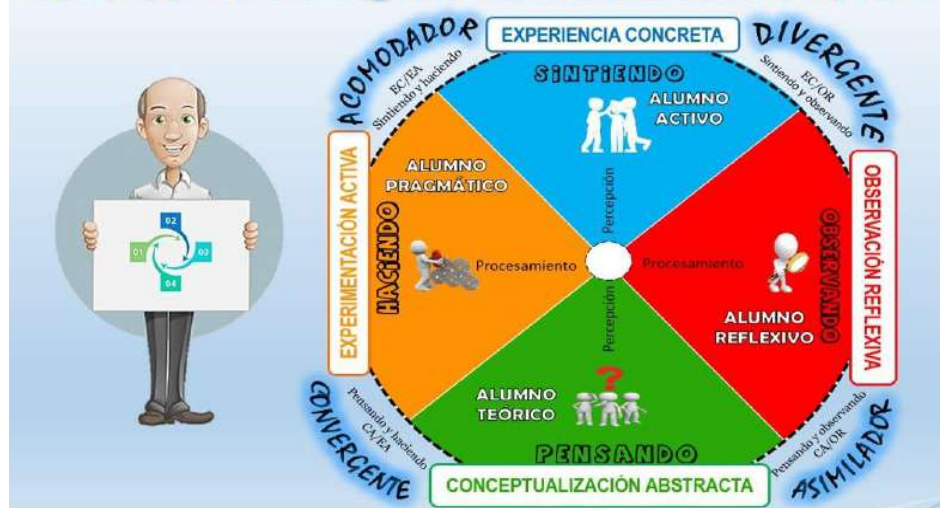 ACOMODADOR
EC/EA
Sintiendo y haciendo
EXPERIENCIA CONCRETA
DIVERGENTE
EC/OR
Sintiendo y observando
SiNTiENDO
ALUMNO
ACTIVO
Percepción
EXPERIMENTACIÓN ACTIVA
HACiENDO
ALUMNO
PRAGMÁTICO
Procesamiento
Procesamiento
OBSERVANDO
OBSERVACIÓN REFLEXIVA
ALUMNO
REFLEXIVO
02
01
03
04
Percepción
ALUMNO
TEÓRICO
?
PENSANDO
CONVERGENTE
Pensando y haciendo
CA/EA
CONCEPTUALIZACIÓN ABSTRACTA
Pensando y observando
CA/OR
ASIMILADOR